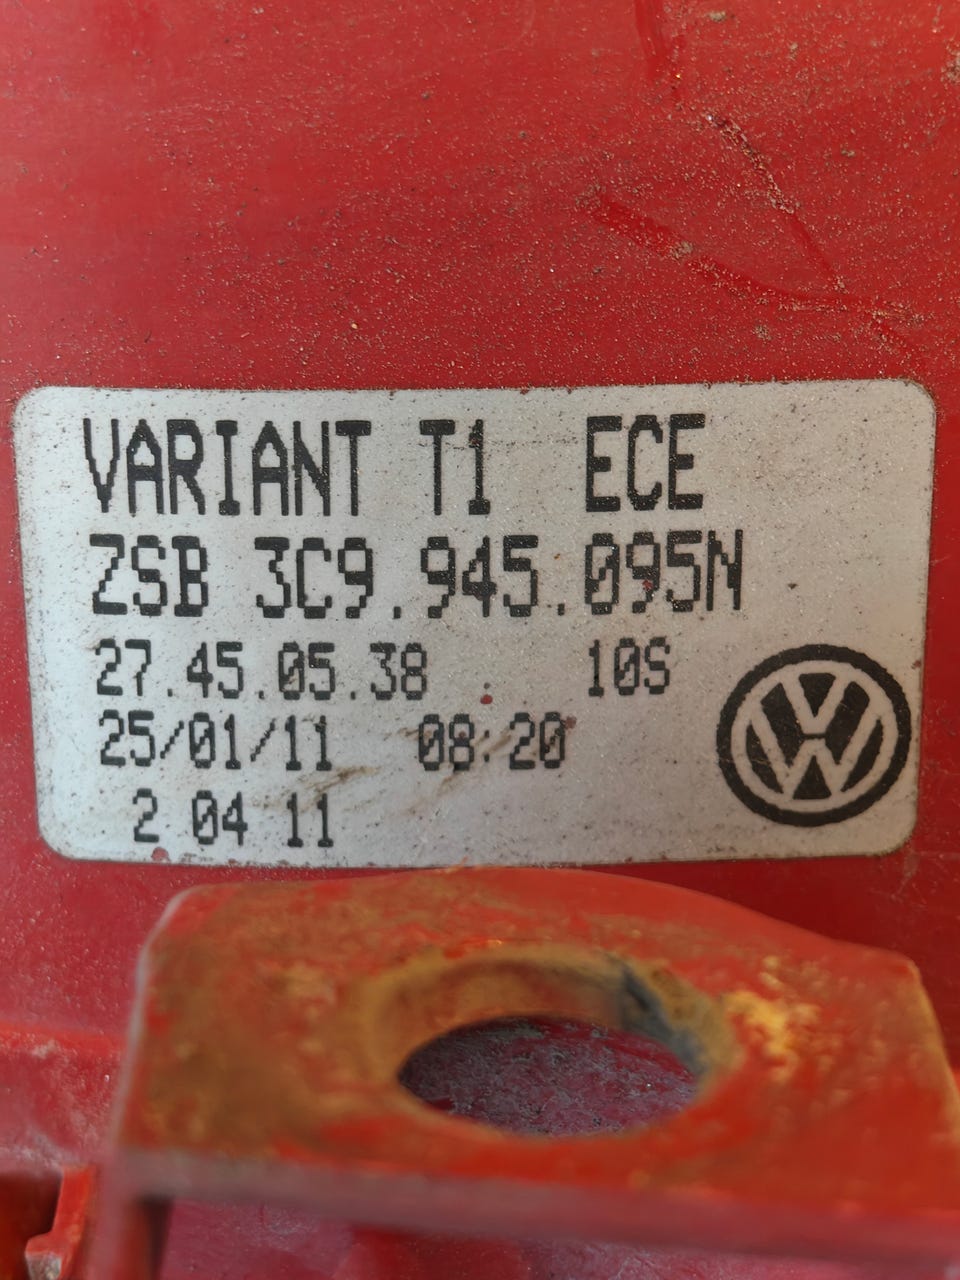 VARIANT T1 ECE
ZSB 3C9.945.095N
27.45.05.38 10S
25/01/11 08:20
2 04 11